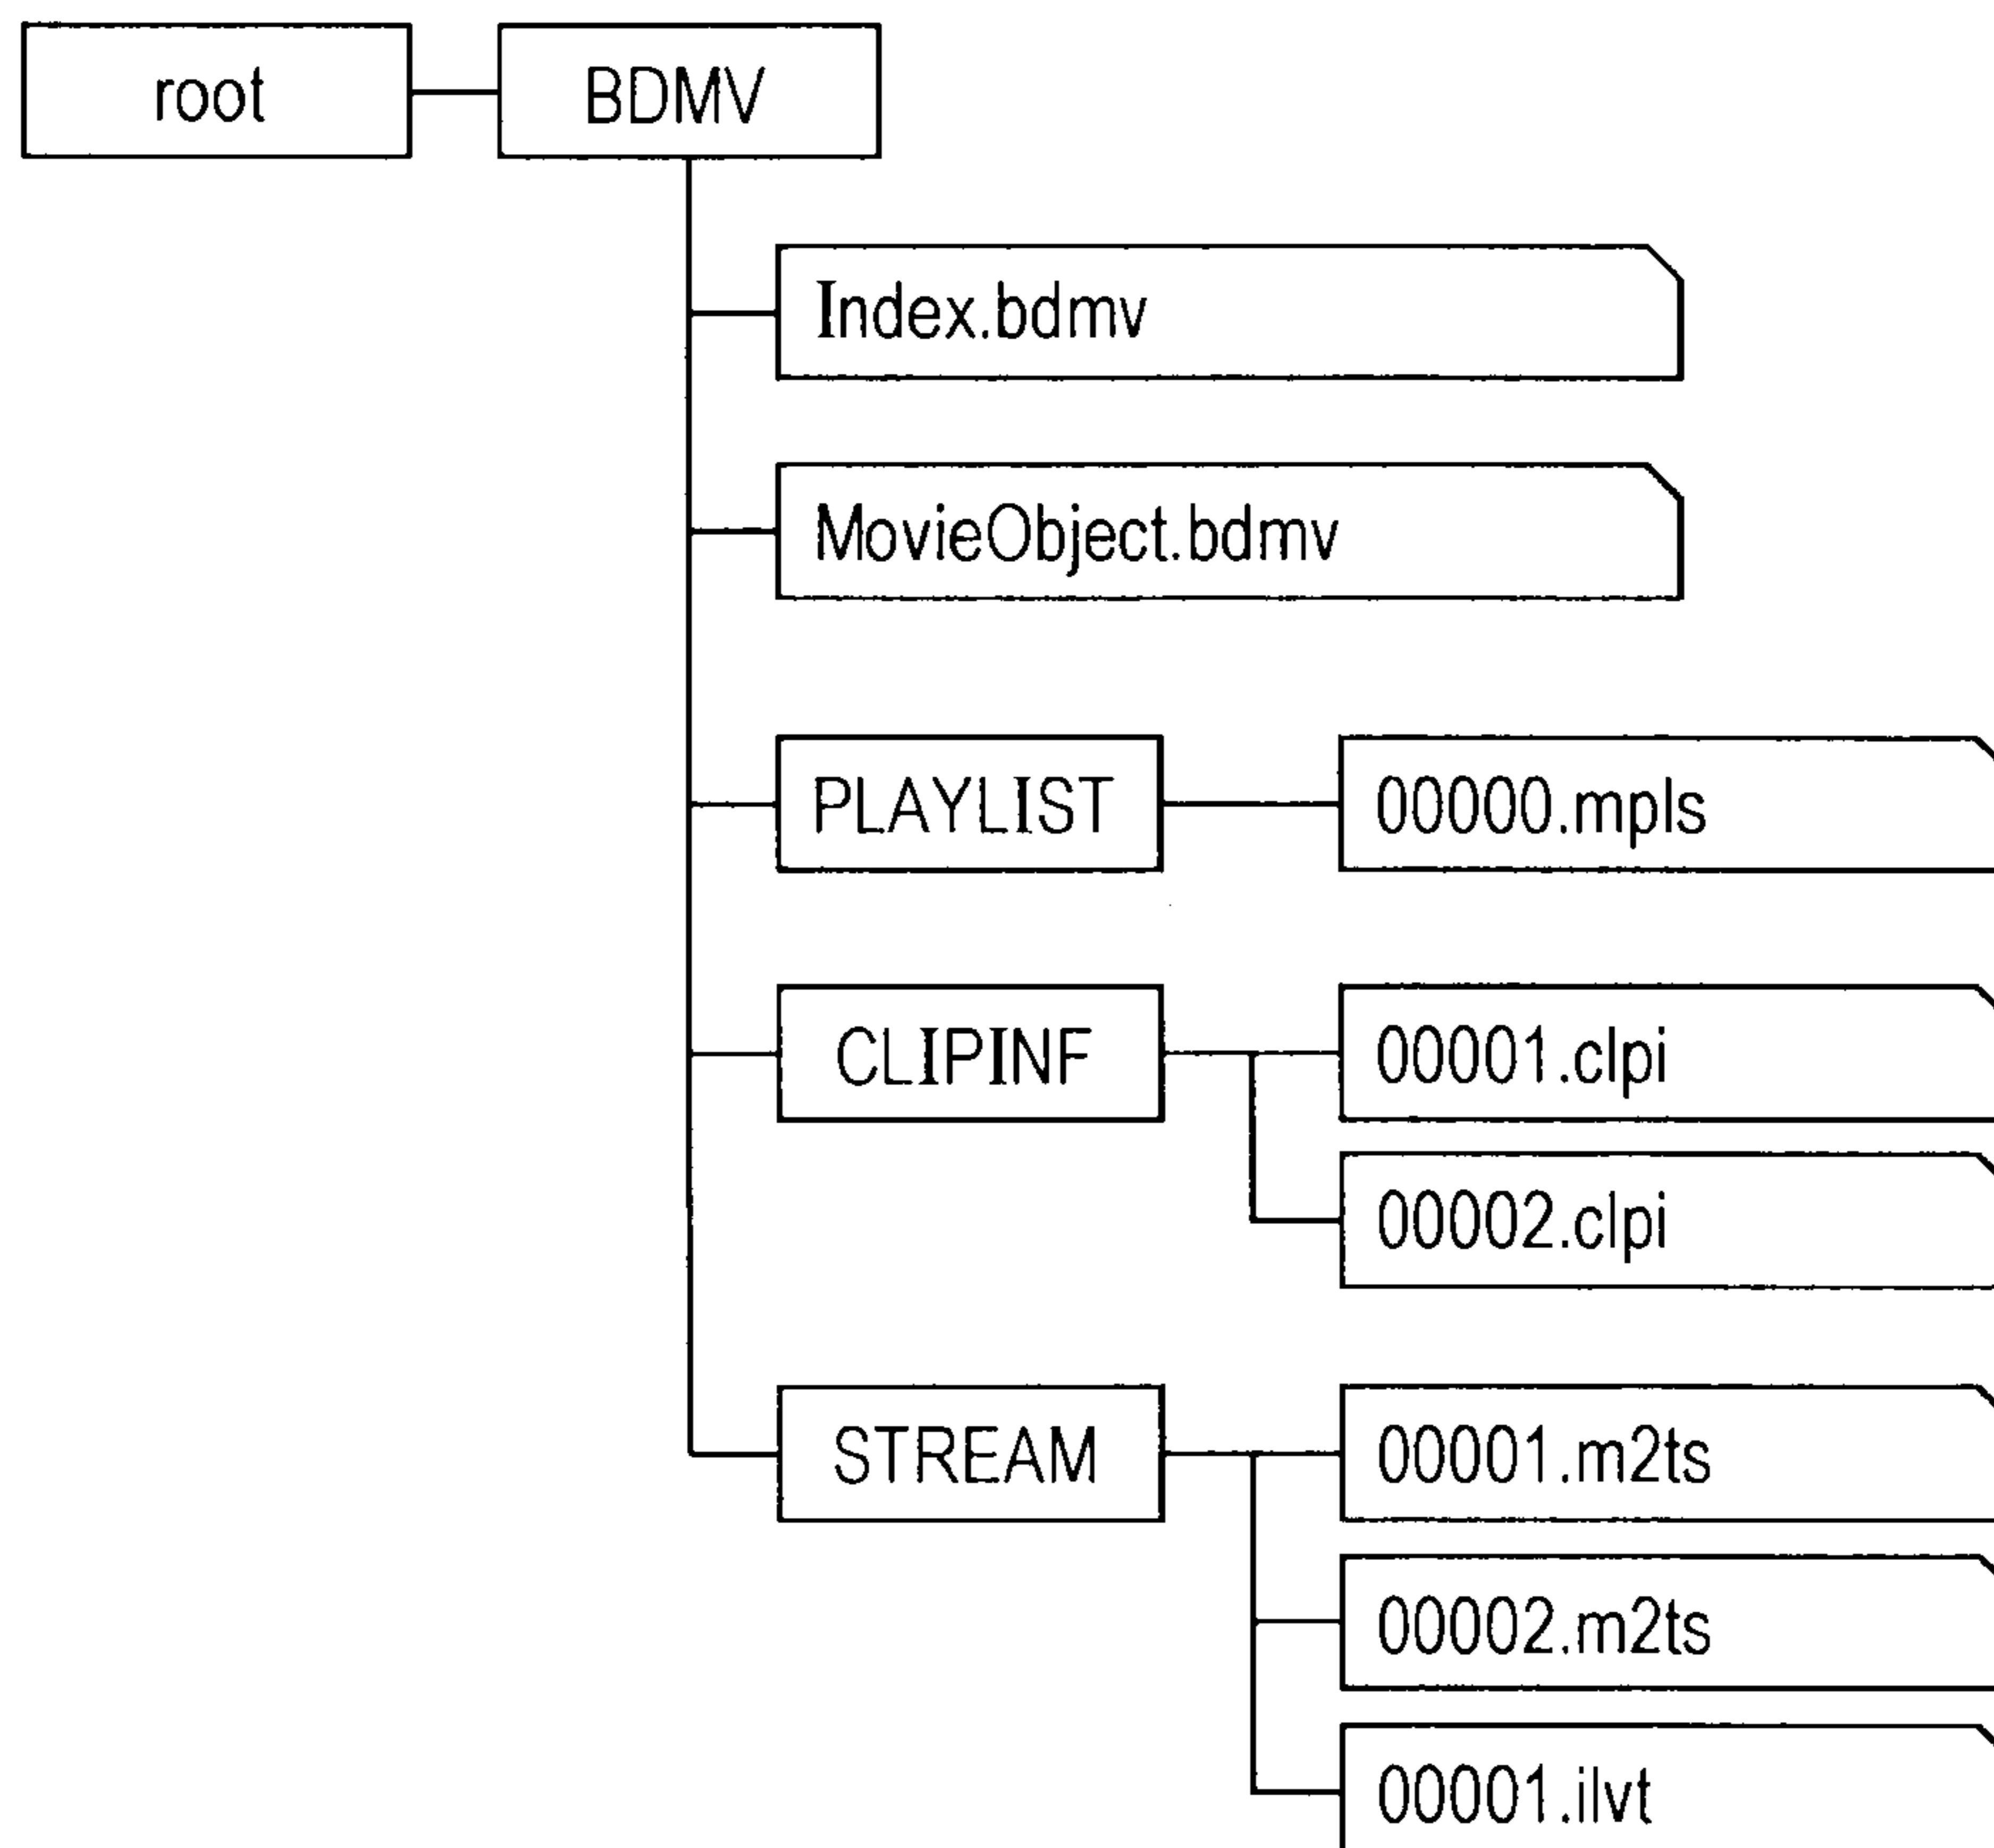 root BDMV
Index.bdmv
MovieObject.bdmv
PLAYLIST 00000.mpls
CLIPINF 00001.clpi
00002.clpi
STREAM 00001.m2ts
00002.m2ts
00001.ilvt